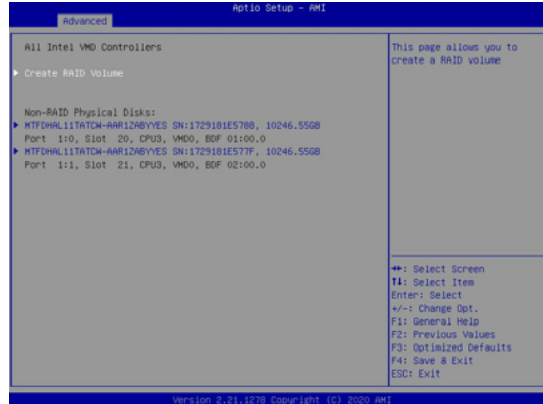 Aptio Setup - AMI
Advanced
All Intel VMD Controllers
Create RAID Volume
Non-RAID Physical Disks:
MTFDHAL11TATCW-AAR1ZABYYES SN:1729181E578B, 10246.55GB
Port 1:0, Slot 20, CPU3, VMD0, BDF 01:00.0
MTFDHAL11TATCW-AAR1ZABYYES SN:1729181E577F, 10246.55GB
Port 1:1, Slot 21, CPU3, VMD0, BDF 02:00.0
This page allows you to
create a RAID volume
→←: Select Screen
↑↓: Select Item
Enter: Select
+/-: Change Opt.
F1: General Help
F2: Previous Values
F3: Optimized Defaults
F4: Save & Exit
ESC: Exit
Version 2.21.1278 Copyright (C) 2020 AMI